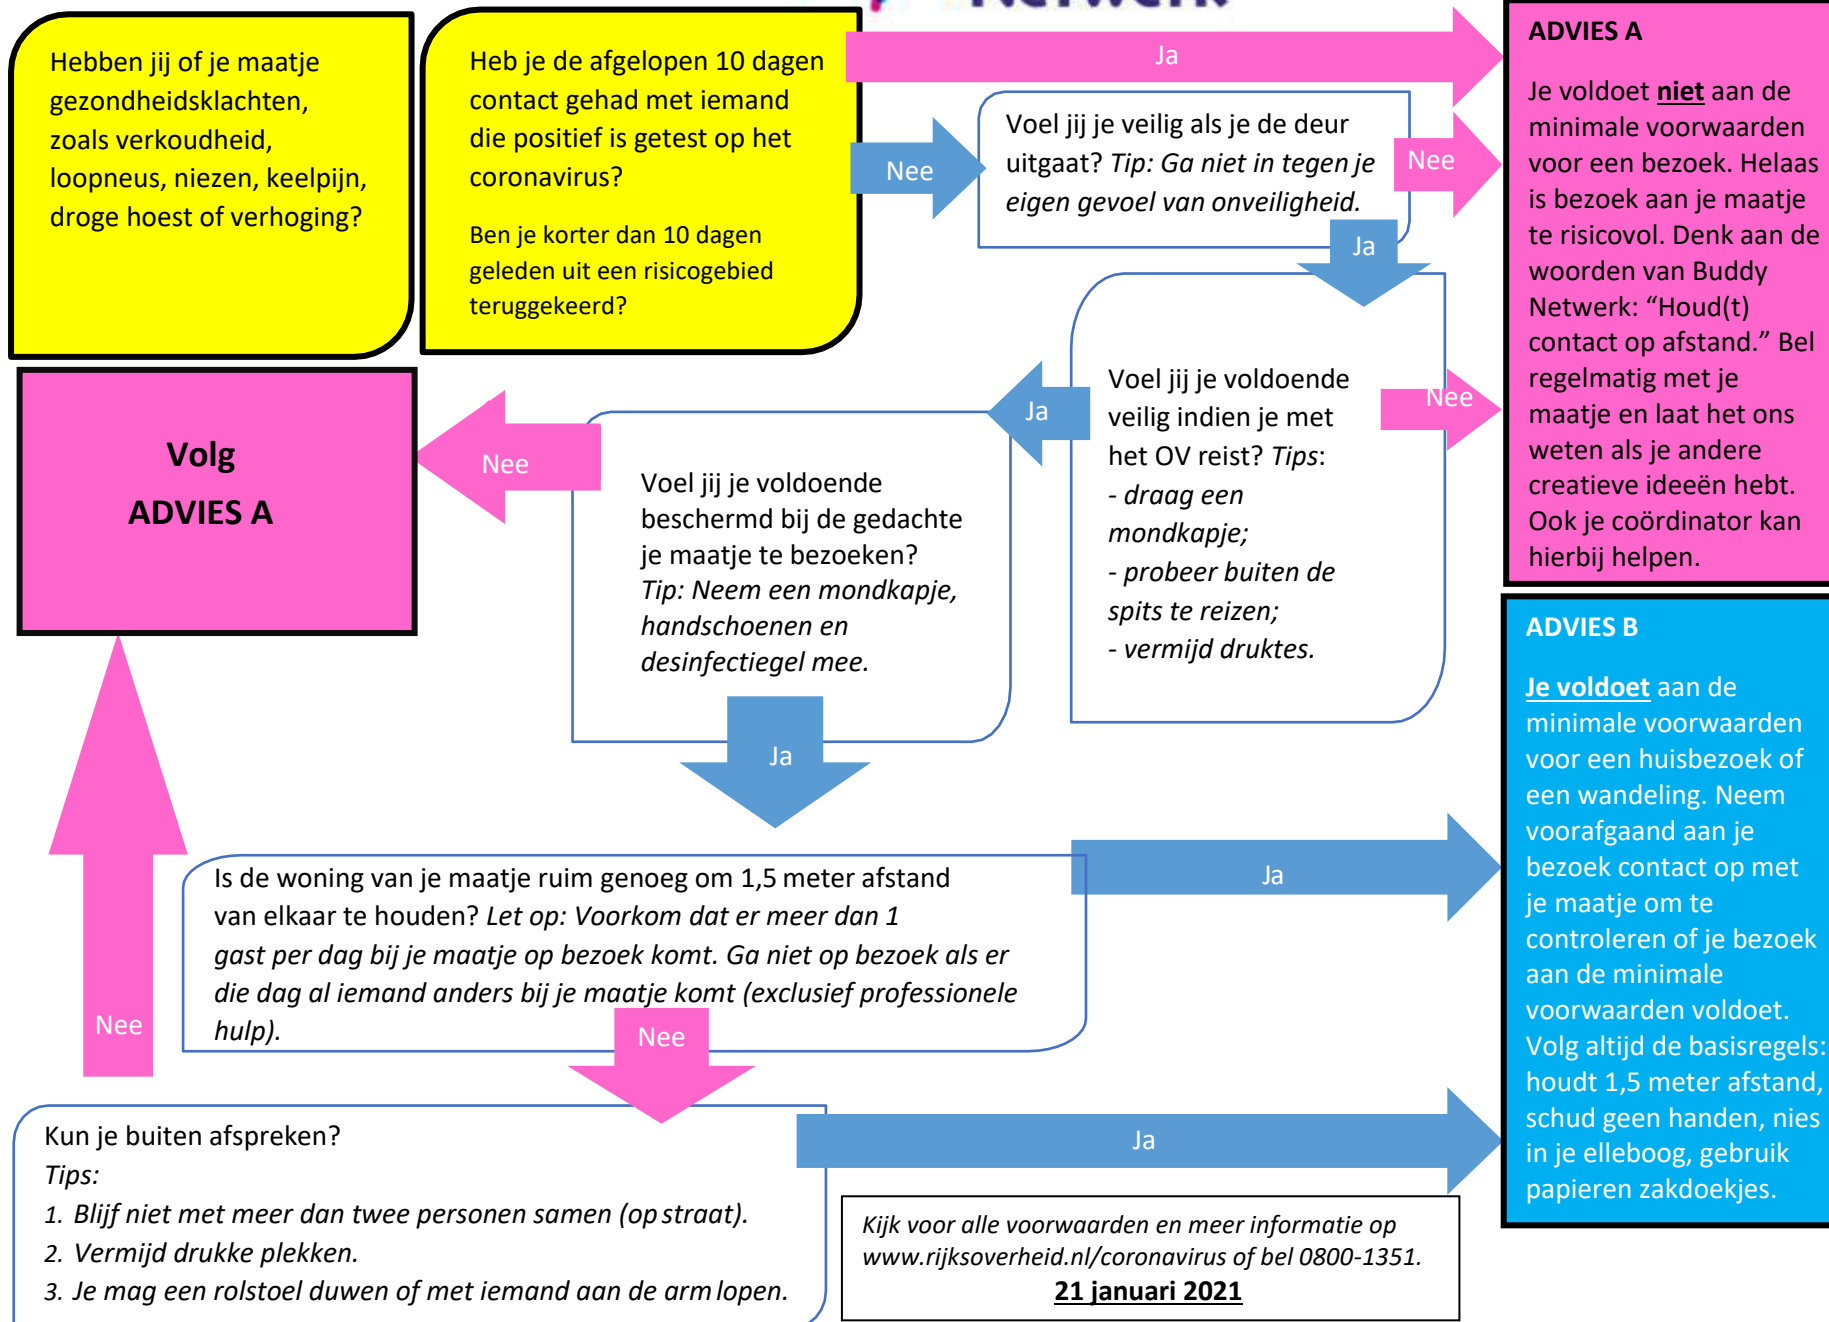 Netwerk
Hebben jij of je maatje
gezondheidsklachten,
zoals verkoudheid,
loopneus, niezen, keelpijn,
droge hoest of verhoging?
Heb je de afgelopen 10 dagen
contact gehad met iemand
die positief is getest op het
coronavirus?
Ben je korter dan 10 dagen
geleden uit een risicogebied
teruggekeerd?
Ja
Nee
Voel jij je veilig als je de deur
uitgaat? Tip: Ga niet in tegen je
eigen gevoel van onveiligheid.
Nee
Ja
ADVIES A
Je voldoet niet aan de
minimale voorwaarden
voor een bezoek. Helaas
is bezoek aan je maatje
te risicovol. Denk aan de
woorden van Buddy
Netwerk: “Houd(t)
contact op afstand.” Bel
regelmatig met je
maatje en laat het ons
weten als je andere
creatieve ideeën hebt.
Ook je coördinator kan
hierbij helpen.
Voel jij je voldoende
veilig indien je met
het OV reist? Tips:
- draag een
mondkapje;
- probeer buiten de
spits te reizen;
- vermijd druktes.
Nee
Ja
Voel jij je voldoende
beschermd bij de gedachte
je maatje te bezoeken?
Tip: Neem een mondkapje,
handschoenen en
desinfectiegel mee.
Nee
Ja
Volg
ADVIES A
Is de woning van je maatje ruim genoeg om 1,5 meter afstand
van elkaar te houden? Let op: Voorkom dat er meer dan 1
gast per dag bij je maatje op bezoek komt. Ga niet op bezoek als er
die dag al iemand anders bij je maatje komt (exclusief professionele
hulp).
Ja
Nee
Nee
ADVIES B
Je voldoet aan de
minimale voorwaarden
voor een huisbezoek of
een wandeling. Neem
voorafgaand aan je
bezoek contact op met
je maatje om te
controleren of je bezoek
aan de minimale
voorwaarden voldoet.
Volg altijd de basisregels:
houdt 1,5 meter afstand,
schud geen handen, nies
in je elleboog, gebruik
papieren zakdoekjes.
Kun je buiten afspreken?
Tips:
1. Blijf niet met meer dan twee personen samen (op straat).
2. Vermijd drukke plekken.
3. Je mag een rolstoel duwen of met iemand aan de arm lopen.
Ja
Kijk voor alle voorwaarden en meer informatie op
www.rijksoverheid.nl/coronavirus of bel 0800-1351.
21 januari 2021